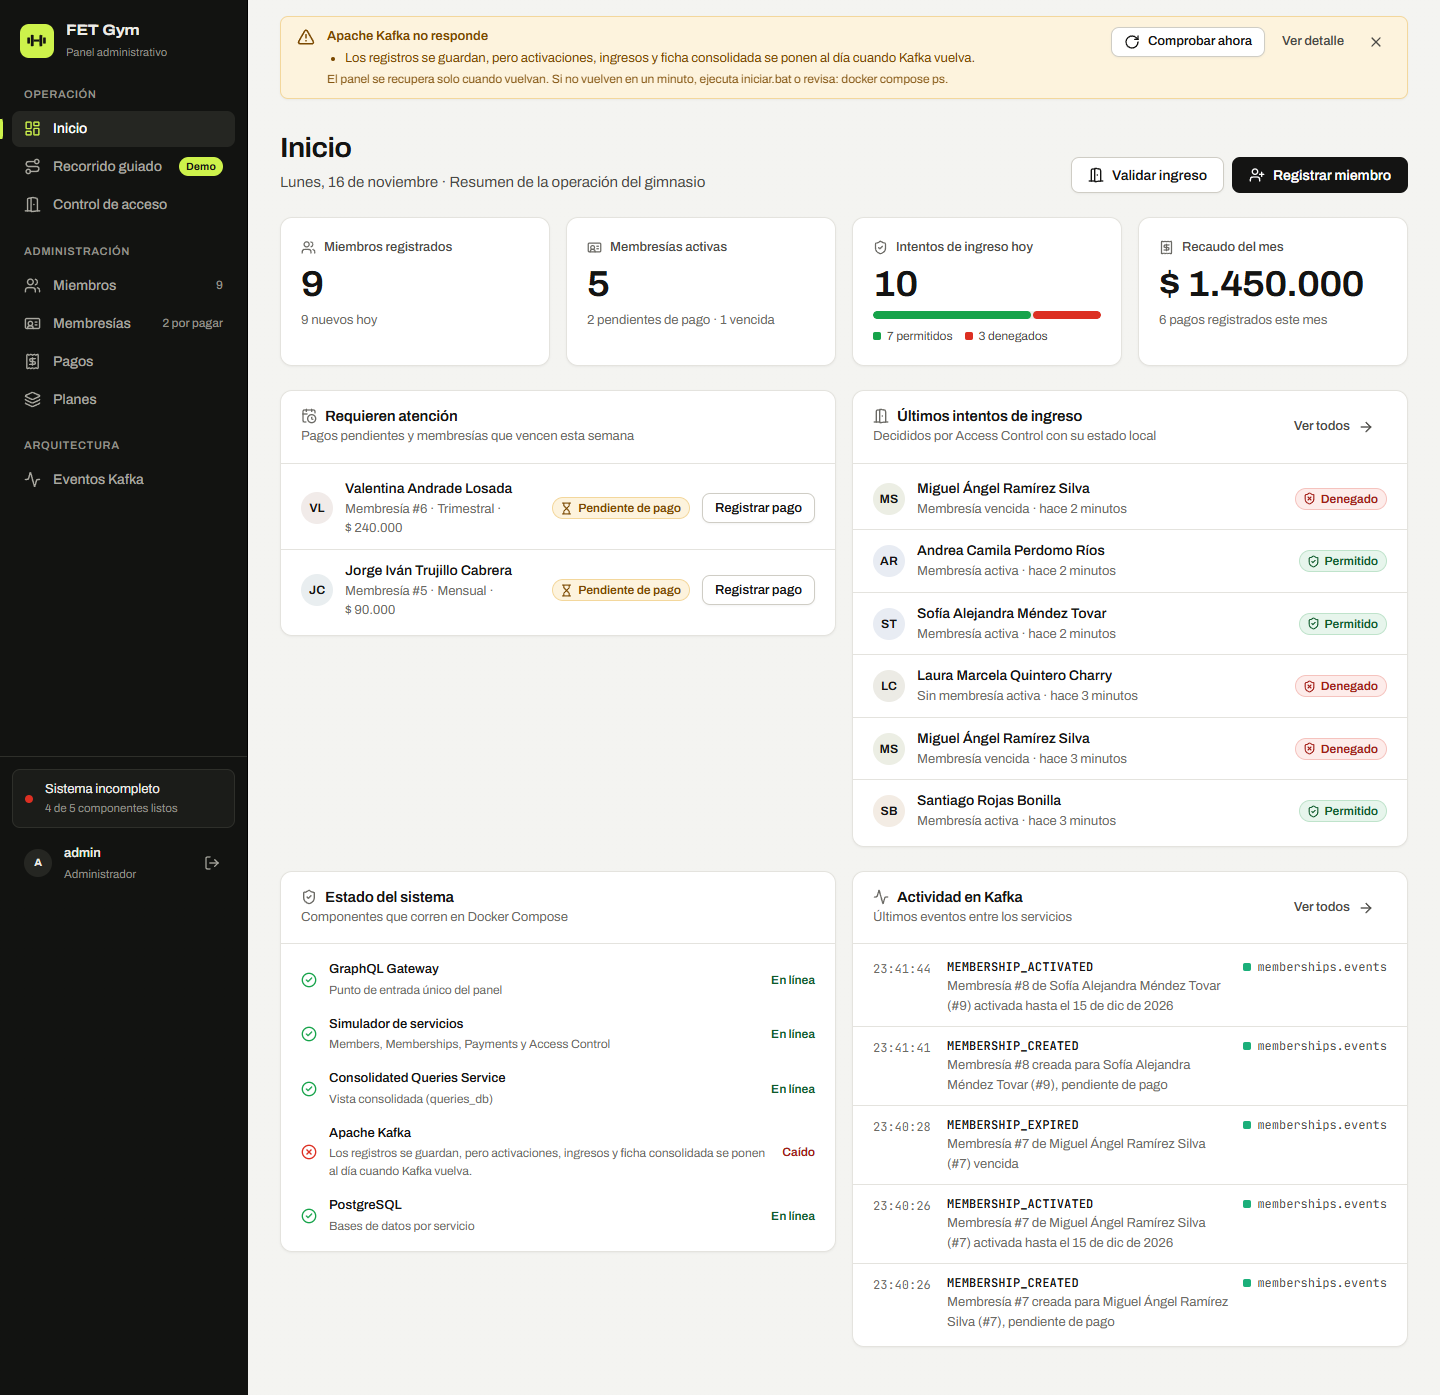 FET Gym
Panel administrativo
OPERACIÓN
Inicio
Recorrido guiado Demo
Control de acceso
ADMINISTRACIÓN
Miembros 9
Membresías 2 por pagar
Pagos
Planes
ARQUITECTURA
Eventos Kafka
Sistema incompleto
4 de 5 componentes listos
A admin
Administrador
Apache Kafka no responde
• Los registros se guardan, pero activaciones, ingresos y ficha consolidada se ponen al día cuando Kafka vuelva.
El panel se recupera solo cuando vuelvan. Si no vuelven en un minuto, ejecuta iniciar.bat o revisa: docker compose ps.
Comprobar ahora Ver detalle
Inicio
Lunes, 16 de noviembre · Resumen de la operación del gimnasio
Validar ingreso Registrar miembro
Miembros registrados
9
9 nuevos hoy
Membresías activas
5
2 pendientes de pago · 1 vencida
Intentos de ingreso hoy
10
7 permitidos 3 denegados
Recaudo del mes
$ 1.450.000
6 pagos registrados este mes
Requieren atención
Pagos pendientes y membresías que vencen esta semana
VL Valentina Andrade Losada
Membresía #6 · Trimestral ·
$ 240.000
Pendiente de pago Registrar pago
JC Jorge Iván Trujillo Cabrera
Membresía #5 · Mensual ·
$ 90.000
Pendiente de pago Registrar pago
Últimos intentos de ingreso
Decididos por Access Control con su estado local
Ver todos
MS Miguel Ángel Ramírez Silva
Membresía vencida · hace 2 minutos
Denegado
AR Andrea Camila Perdomo Ríos
Membresía activa · hace 2 minutos
Permitido
ST Sofía Alejandra Méndez Tovar
Membresía activa · hace 2 minutos
Permitido
LC Laura Marcela Quintero Charry
Sin membresía activa · hace 3 minutos
Denegado
MS Miguel Ángel Ramírez Silva
Membresía vencida · hace 3 minutos
Denegado
SB Santiago Rojas Bonilla
Membresía activa · hace 3 minutos
Permitido
Estado del sistema
Componentes que corren en Docker Compose
GraphQL Gateway
Punto de entrada único del panel
En línea
Simulador de servicios
Members, Memberships, Payments y Access Control
En línea
Consolidated Queries Service
Vista consolidada (queries_db)
En línea
Apache Kafka
Los registros se guardan, pero activaciones, ingresos y ficha consolidada se ponen
al día cuando Kafka vuelva.
Caído
PostgreSQL
Bases de datos por servicio
En línea
Actividad en Kafka
Últimos eventos entre los servicios
Ver todos
23:41:44 MEMBERSHIP_ACTIVATED memberships.events
Membresía #8 de Sofía Alejandra Méndez Tovar
(#9) activada hasta el 15 de dic de 2026
23:41:41 MEMBERSHIP_CREATED memberships.events
Membresía #8 creada para Sofía Alejandra
Méndez Tovar (#9), pendiente de pago
23:40:28 MEMBERSHIP_EXPIRED memberships.events
Membresía #7 de Miguel Ángel Ramírez Silva
(#7) vencida
23:40:26 MEMBERSHIP_ACTIVATED memberships.events
Membresía #7 de Miguel Ángel Ramírez Silva
(#7) activada hasta el 15 de dic de 2026
23:40:26 MEMBERSHIP_CREATED memberships.events
Membresía #7 creada para Miguel Ángel Ramírez
Silva (#7), pendiente de pago